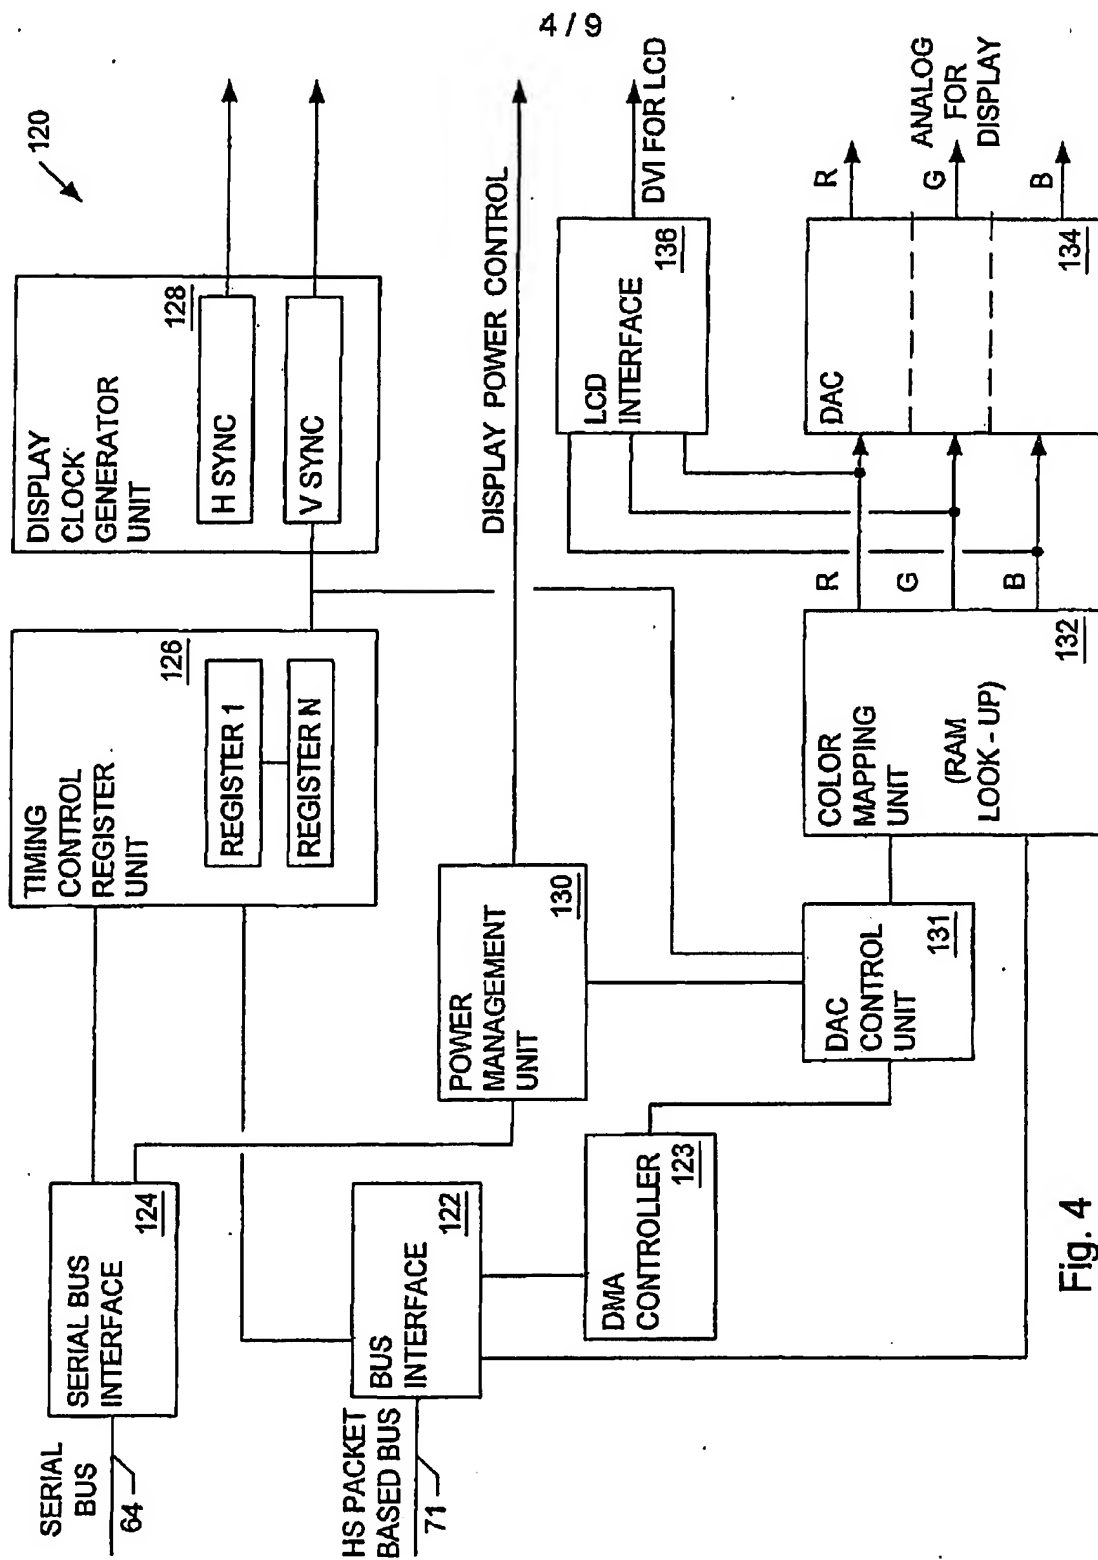 4 / 9
120
DISPLAY
CLOCK
GENERATOR
UNIT
128
H SYNC
V SYNC
TIMING
CONTROL
REGISTER
UNIT
126
REGISTER 1
REGISTER N
SERIAL BUS
INTERFACE
124
SERIAL
BUS
64
DISPLAY POWER CONTROL
POWER
MANAGEMENT
UNIT
130
BUS
INTERFACE
122
HS PACKET
BASED BUS
71
DMA
CONTROLLER
123
LCD
INTERFACE
136
DVI FOR LCD
DAC
134
R
G
B
ANALOG
FOR
DISPLAY
R
G
B
COLOR
MAPPING
UNIT
(RAM
LOOK - UP)
132
DAC
CONTROL
UNIT
131
Fig. 4